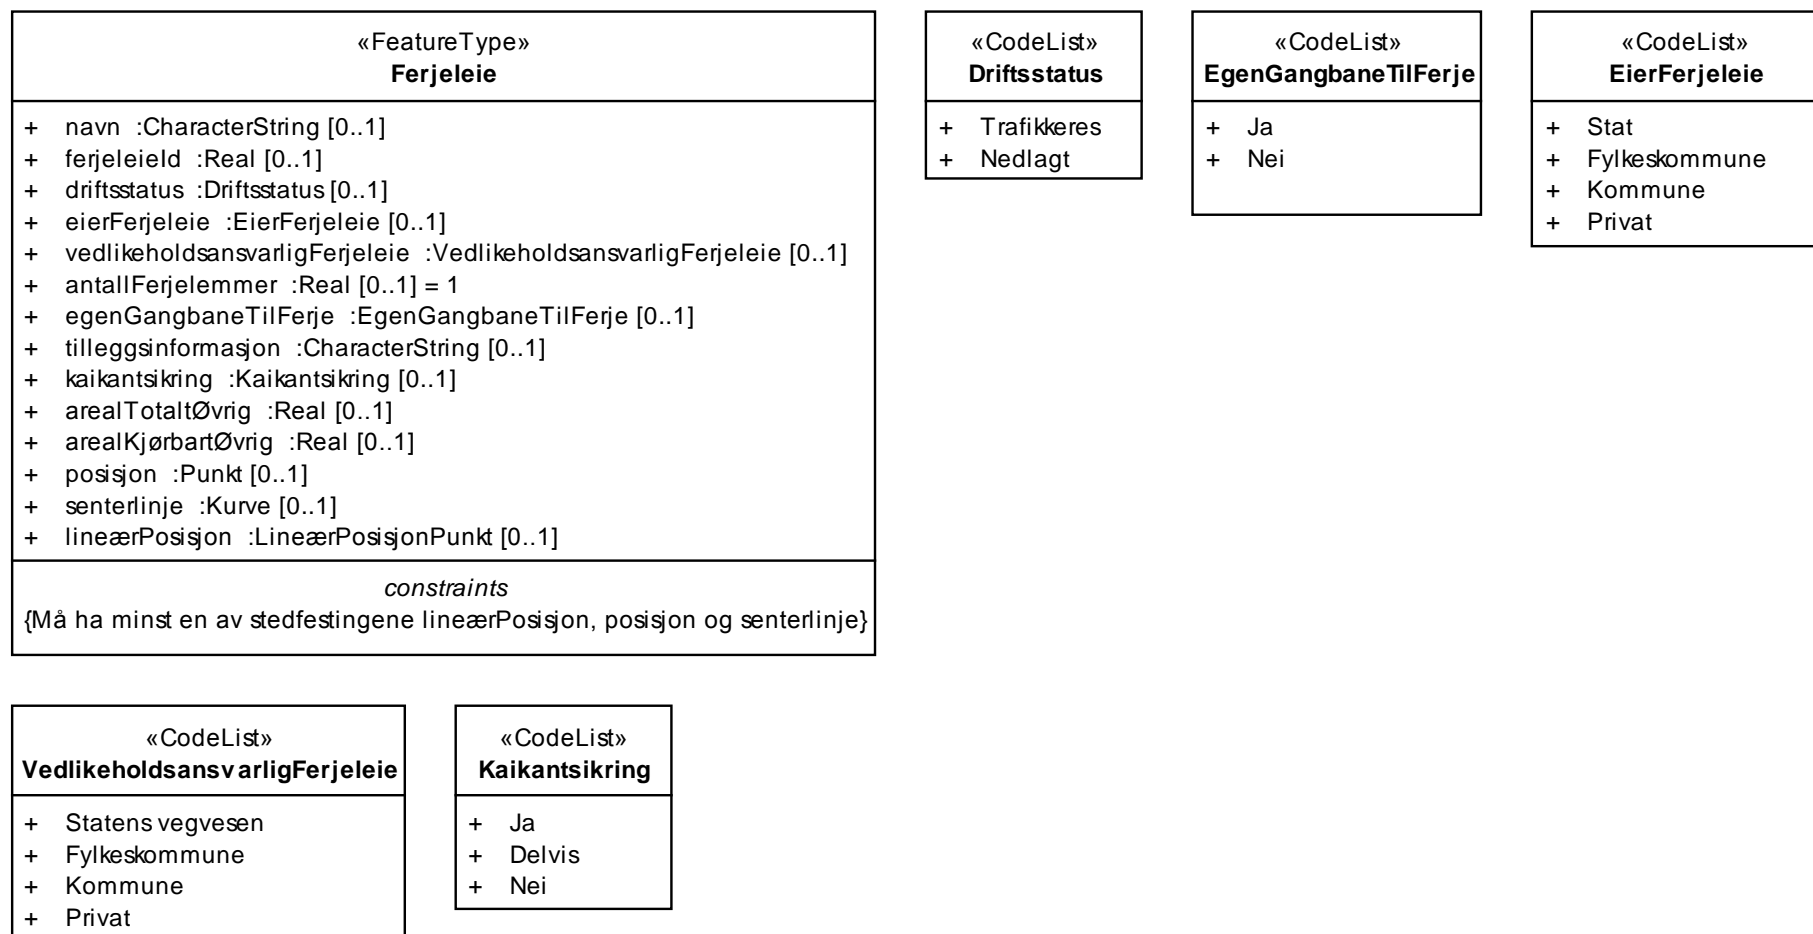 «FeatureType»
Ferjeleie
+ navn :CharacterString [0..1]
+ ferjeleieId :Real [0..1]
+ driftsstatus :Driftsstatus [0..1]
+ eierFerjeleie :EierFerjeleie [0..1]
+ vedlikeholdsansvarligFerjeleie :VedlikeholdsansvarligFerjeleie [0..1]
+ antallFerjelemmer :Real [0..1] = 1
+ egenGangbaneTilFerje :EgenGangbaneTilFerje [0..1]
+ tilleggsinformasjon :CharacterString [0..1]
+ kaikantsikring :Kaikantsikring [0..1]
+ arealTotaltØvrig :Real [0..1]
+ arealKjørbartØvrig :Real [0..1]
+ posisjon :Punkt [0..1]
+ senterlinje :Kurve [0..1]
+ lineærPosisjon :LineærPosisjonPunkt [0..1]
constraints
{Må ha minst en av stedfestingene lineærPosisjon, posisjon og senterlinje}
«CodeList»
Driftsstatus
+ Trafikkeres
+ Nedlagt
«CodeList»
EgenGangbaneTilFerje
+ Ja
+ Nei
«CodeList»
EierFerjeleie
+ Stat
+ Fylkeskommune
+ Kommune
+ Privat
«CodeList»
VedlikeholdsansvarligFerjeleie
+ Statens vegvesen
+ Fylkeskommune
+ Kommune
+ Privat
«CodeList»
Kaikantsikring
+ Ja
+ Delvis
+ Nei